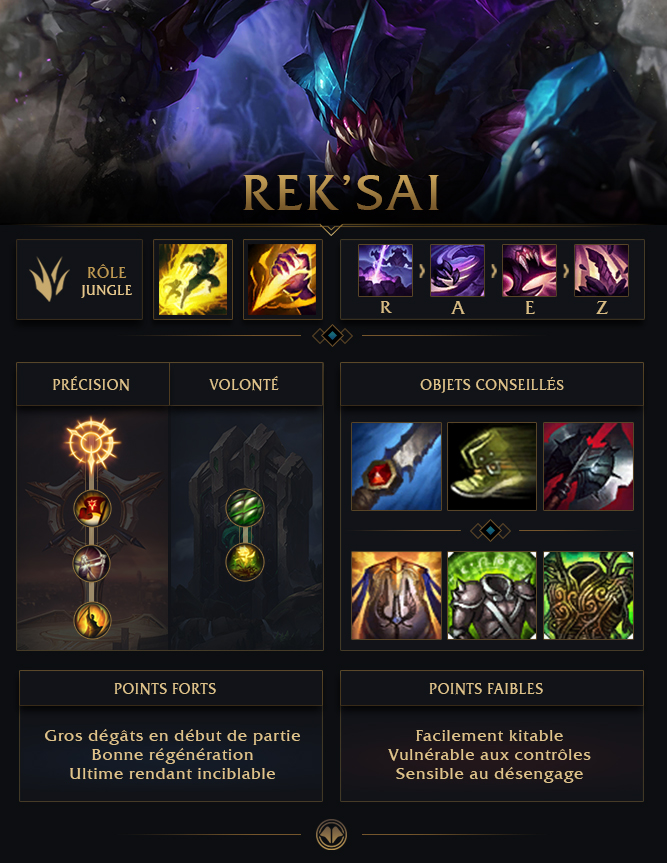 REK'SAI
RÔLE
JUNGLE
R
A
E
Z
PRÉCISION
VOLONTÉ
OBJETS CONSEILLÉS
POINTS FORTS
Gros dégâts en début de partie
Bonne régénération
Ultime rendant inciblable
POINTS FAIBLES
Facilement kitable
Vulnérable aux contrôles
Sensible au désengage